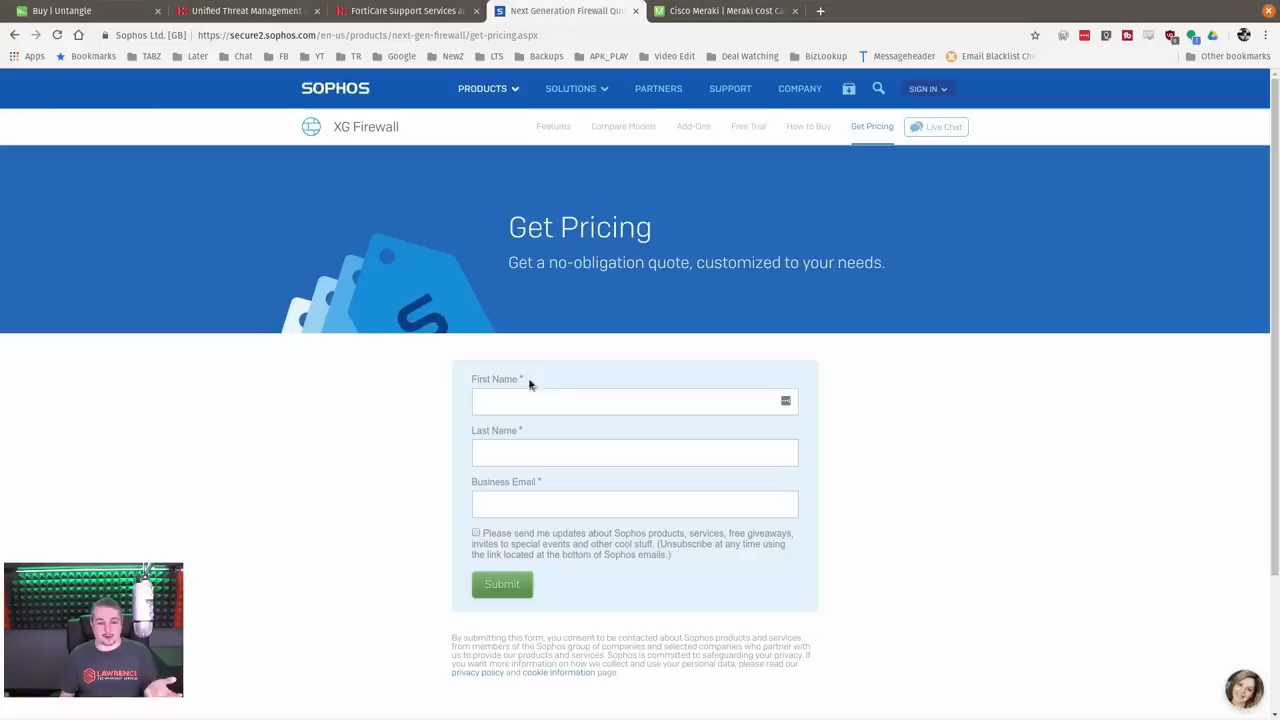 Buy | Untangle
Unified Threat Management
FortiCare Support Services a
Next Generation Firewall Quo
Cisco Meraki | Meraki Cost Ca
Sophos Ltd. [GB]
https://secure2.sophos.com/en-us/products/next-gen-firewall/get-pricing.aspx
Apps
Bookmarks
TABZ
Later
Chat
FB
YT
TR
Google
NewZ
LTS
Backups
APK_PLAY
Video Edit
Deal Watching
BizLookup
Messageheader
Email Blacklist Che
Other bookmarks
SOPHOS
PRODUCTS
SOLUTIONS
PARTNERS
SUPPORT
COMPANY
SIGN IN
XG Firewall
Features
Compare Models
Add-Ons
Free Trial
How to Buy
Get Pricing
Live Chat
Get Pricing
Get a no-obligation quote, customized to your needs.
S
First Name *
Last Name *
Business Email *
Please send me updates about Sophos products, services, free giveaways,
invites to special events and other cool stuff. (Unsubscribe at any time using
the link located at the bottom of Sophos emails.)
Submit
By submitting this form, you consent to be contacted about Sophos products and services
from members of the Sophos group of companies and selected companies who partner with
us to provide our products and services. Sophos is committed to safeguarding your privacy. If
you want more information on how we collect and use your personal data, please read our
privacy policy and cookie information page.
LAWRENC